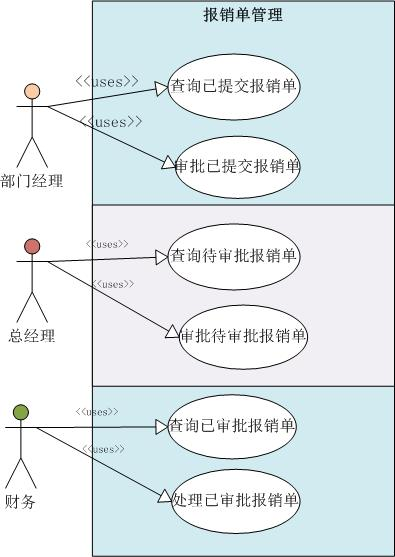 报销单管理
<<uses>>
查询已提交报销单
<<uses>>
审批已提交报销单
部门经理
<<uses>>
查询待审批报销单
<<uses>>
审批待审批报销单
总经理
<<uses>>
查询已审批报销单
<<uses>>
处理已审批报销单
财务